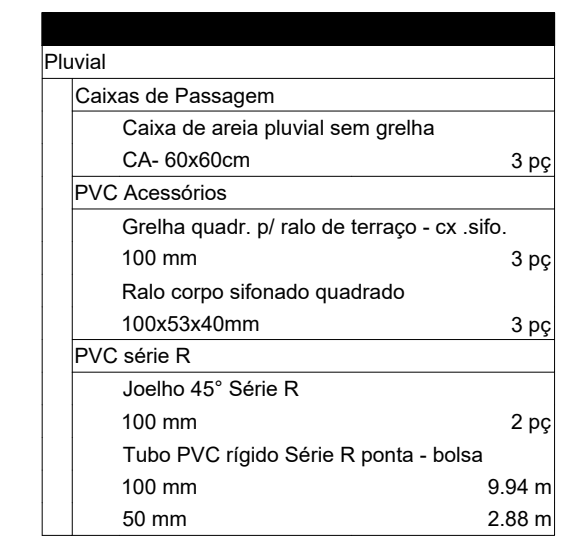 Pluvial
Caixas de Passagem
Caixa de areia pluvial sem grelha
CA- 60x60cm 3 pç
PVC Acessórios
Grelha quadr. p/ ralo de terraço - cx .sifo.
100 mm 3 pç
Ralo corpo sifonado quadrado
100x53x40mm 3 pç
PVC série R
Joelho 45° Série R
100 mm 2 pç
Tubo PVC rígido Série R ponta - bolsa
100 mm 9.94 m
50 mm 2.88 m